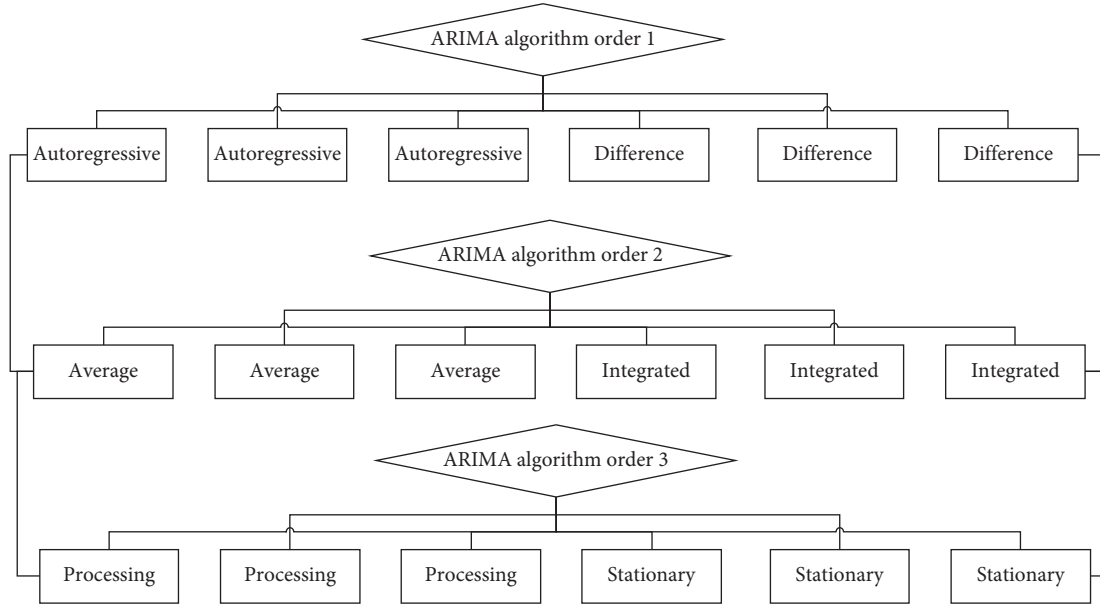 ARIMA algorithm order 1
Autoregressive
Autoregressive
Autoregressive
Difference
Difference
Difference
ARIMA algorithm order 2
Average
Average
Average
Integrated
Integrated
Integrated
ARIMA algorithm order 3
Processing
Processing
Processing
Stationary
Stationary
Stationary